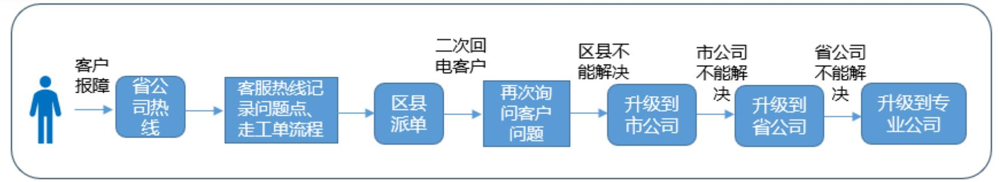 客户
报障
省公
司热
线
客服热线记
录问题点、
走工单流程
区县
派单
二次回
电客户
再次询
问客户
问题
区县不
能解决
升级到
市公司
市公司
不能解
决
升级到
省公司
省公司
不能解
决
升级到专
业公司